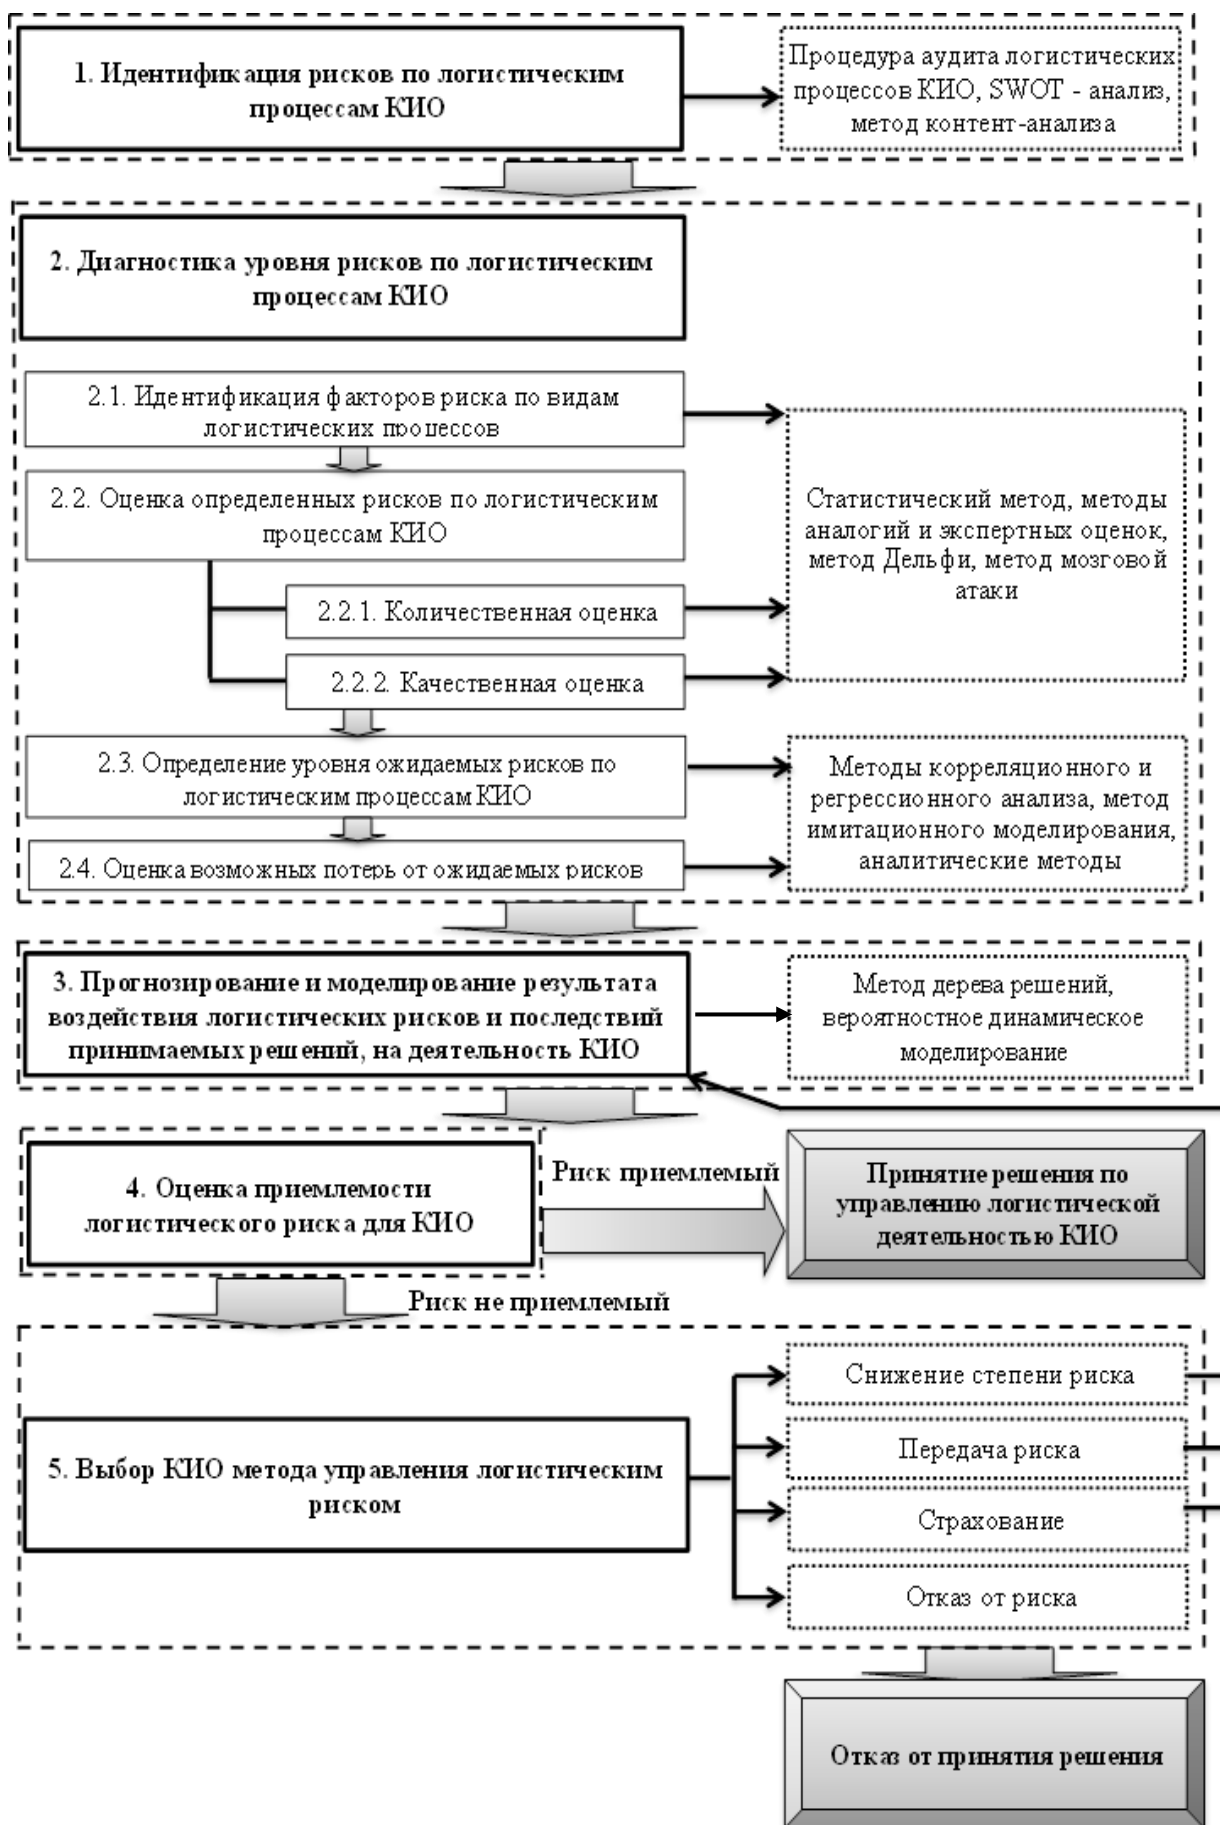 1. Идентификация рисков по логистическим
процессам КИО
Процедура аудита логистических
процессов КИО, SWOT - анализ,
метод контент-анализа
2. Диагностика уровня рисков по логистическим
процессам КИО
2.1. Идентификация факторов риска по видам
логистических процессов
2.2. Оценка определенных рисков по логистическим
процессам КИО
Статистический метод, методы
аналогий и экспертных оценок,
метод Дельфи, метод мозговой
атаки
2.2.1. Количественная оценка
2.2.2. Качественная оценка
2.3. Определение уровня ожидаемых рисков по
логистическим процессам КИО
Методы корреляционного и
регрессионного анализа, метод
имитационного моделирования,
аналитические методы
2.4. Оценка возможных потерь от ожидаемых рисков
3. Прогнозирование и моделирование результата
воздействия логистических рисков и последствий
принимаемых решений, на деятельность КИО
Метод дерева решений,
вероятностное динамическое
моделирование
4. Оценка приемлемости
логистического риска для КИО
Риск приемлемый
Принятие решения по
управлению логистической
деятельностью КИО
Риск не приемлемый
5. Выбор КИО метода управления логистическим
риском
Снижение степени риска
Передача риска
Страхование
Отказ от риска
Отказ от принятия решения